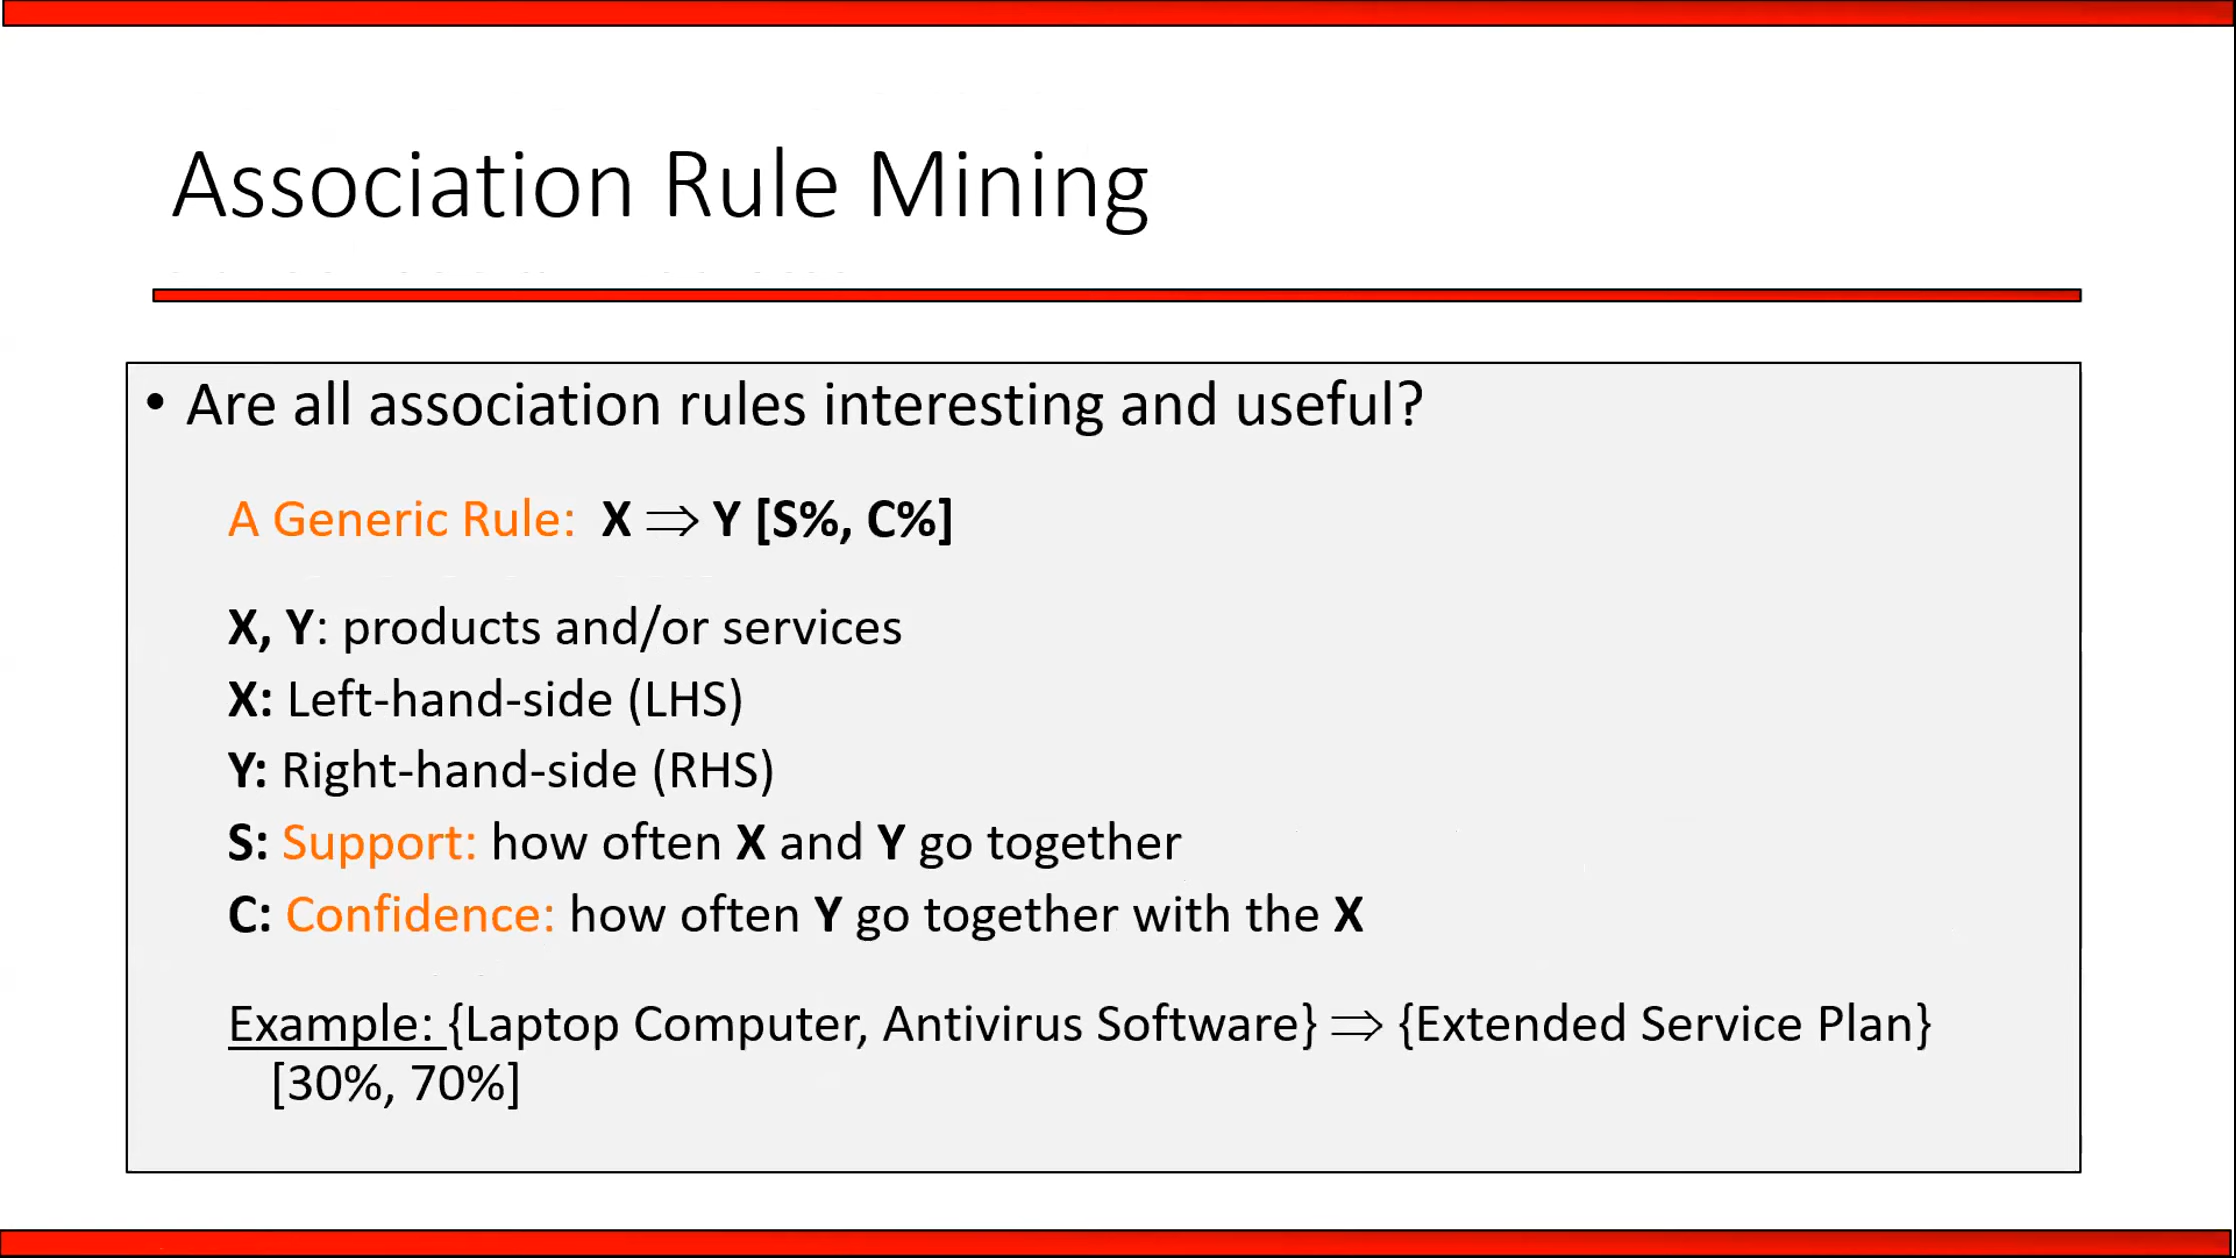 Association Rule Mining
• Are all association rules interesting and useful?
A Generic Rule: X ⇒ Y [S%, C%]
X, Y: products and/or services
X: Left-hand-side (LHS)
Y: Right-hand-side (RHS)
S: Support: how often X and Y go together
C: Confidence: how often Y go together with the X
Example: {Laptop Computer, Antivirus Software} ⇒ {Extended Service Plan}
[30%, 70%]